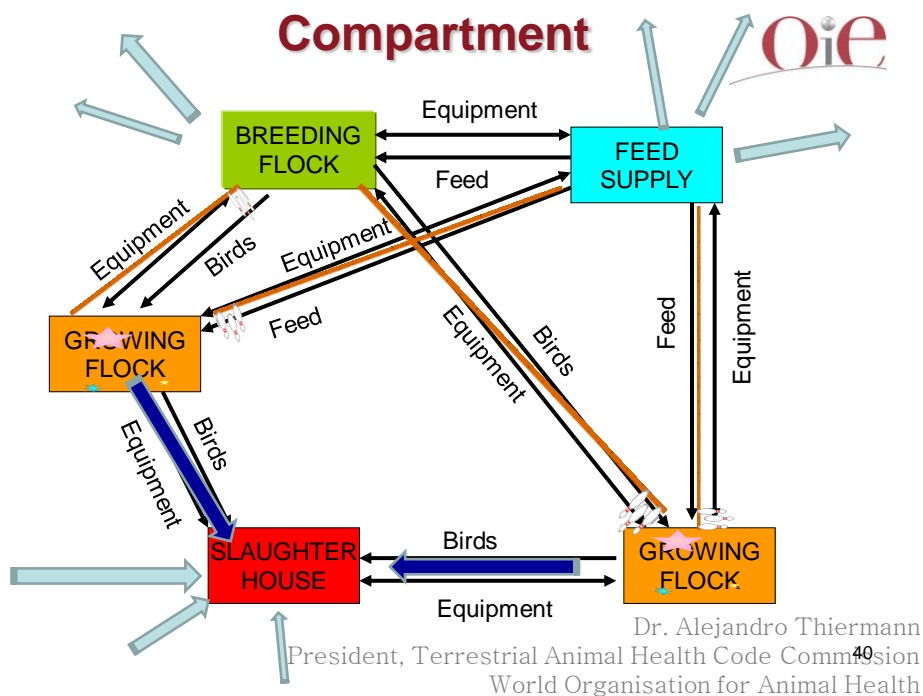 Compartment
OiE
Equipment
BREEDING
FLOCK
FEED
SUPPLY
Feed
Equipment
Birds
Equipment
Feed
GROWING
FLOCK
Equipment
Birds
Feed
Equipment
Equipment
Birds
SLAUGHTER
HOUSE
Birds
Equipment
GROWING
FLOCK
Dr. Alejandro Thiermann
President, Terrestrial Animal Health Code Commission
40
World Organisation for Animal Health